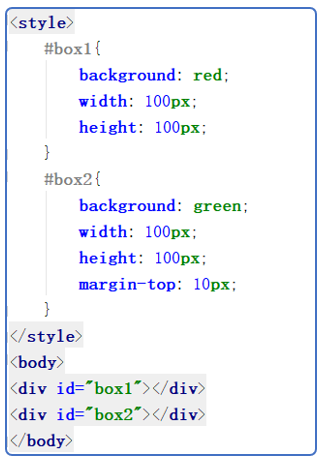 <style>
#box1{
background: red;
width: 100px;
height: 100px;
}
#box2{
background: green;
width: 100px;
height: 100px;
margin-top: 10px;
}
</style>
<body>
<div id="box1"></div>
<div id="box2"></div>
</body>